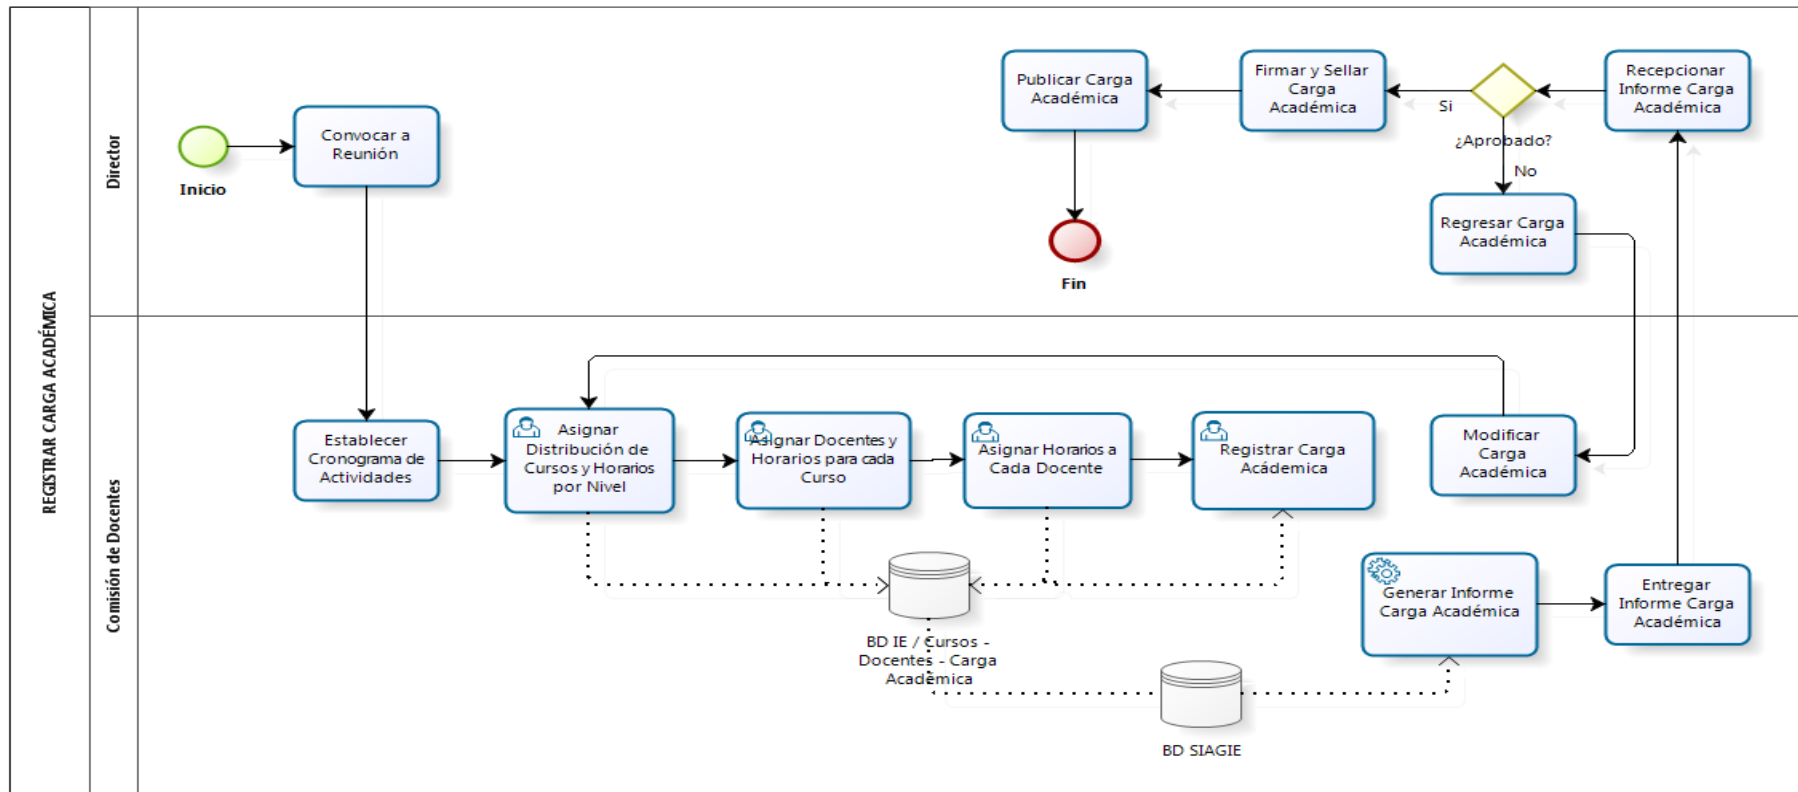 REGISTRAR CARGA ACADÉMICA
Director
Inicio
Convocar a
Reunión
Publicar Carga
Académica
Fin
Firmar y Sellar
Carga
Académica
Si
¿Aprobado?
No
Recepcionar
Informe Carga
Académica
Regresar Carga
Académica
Comisión de Docentes
Establecer
Cronograma de
Actividades
Asignar
Distribución de
Cursos y Horarios
por Nivel
Asignar Docentes y
Horarios para cada
Curso
Asignar Horarios a
Cada Docente
Registrar Carga
Acádemica
Modificar
Carga
Académica
BD IE / Cursos -
Docentes - Carga
Académica
BD SIAGIE
Generar Informe
Carga Académica
Entregar
Informe Carga
Académica